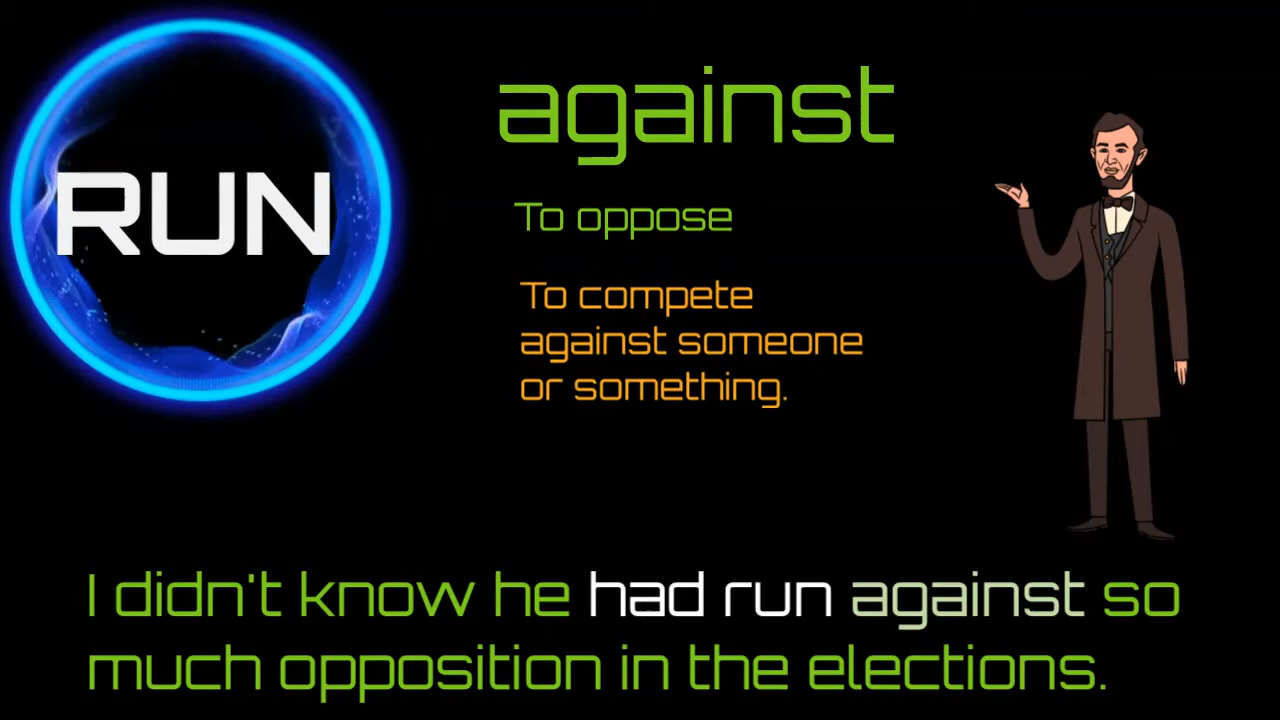 RUN
against
To oppose
To compete
against someone
or something.
I didn't know he had run against so
much opposition in the elections.